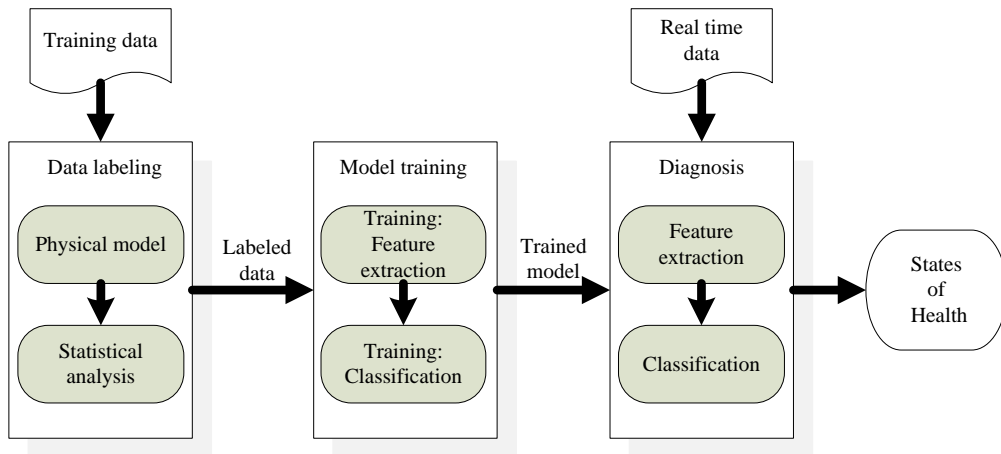 Training data
Real time
data
Data labeling
Physical model
Statistical
analysis
Labeled
data
Model training
Training:
Feature
extraction
Training:
Classification
Trained
model
Diagnosis
Feature
extraction
Classification
States
of
Health